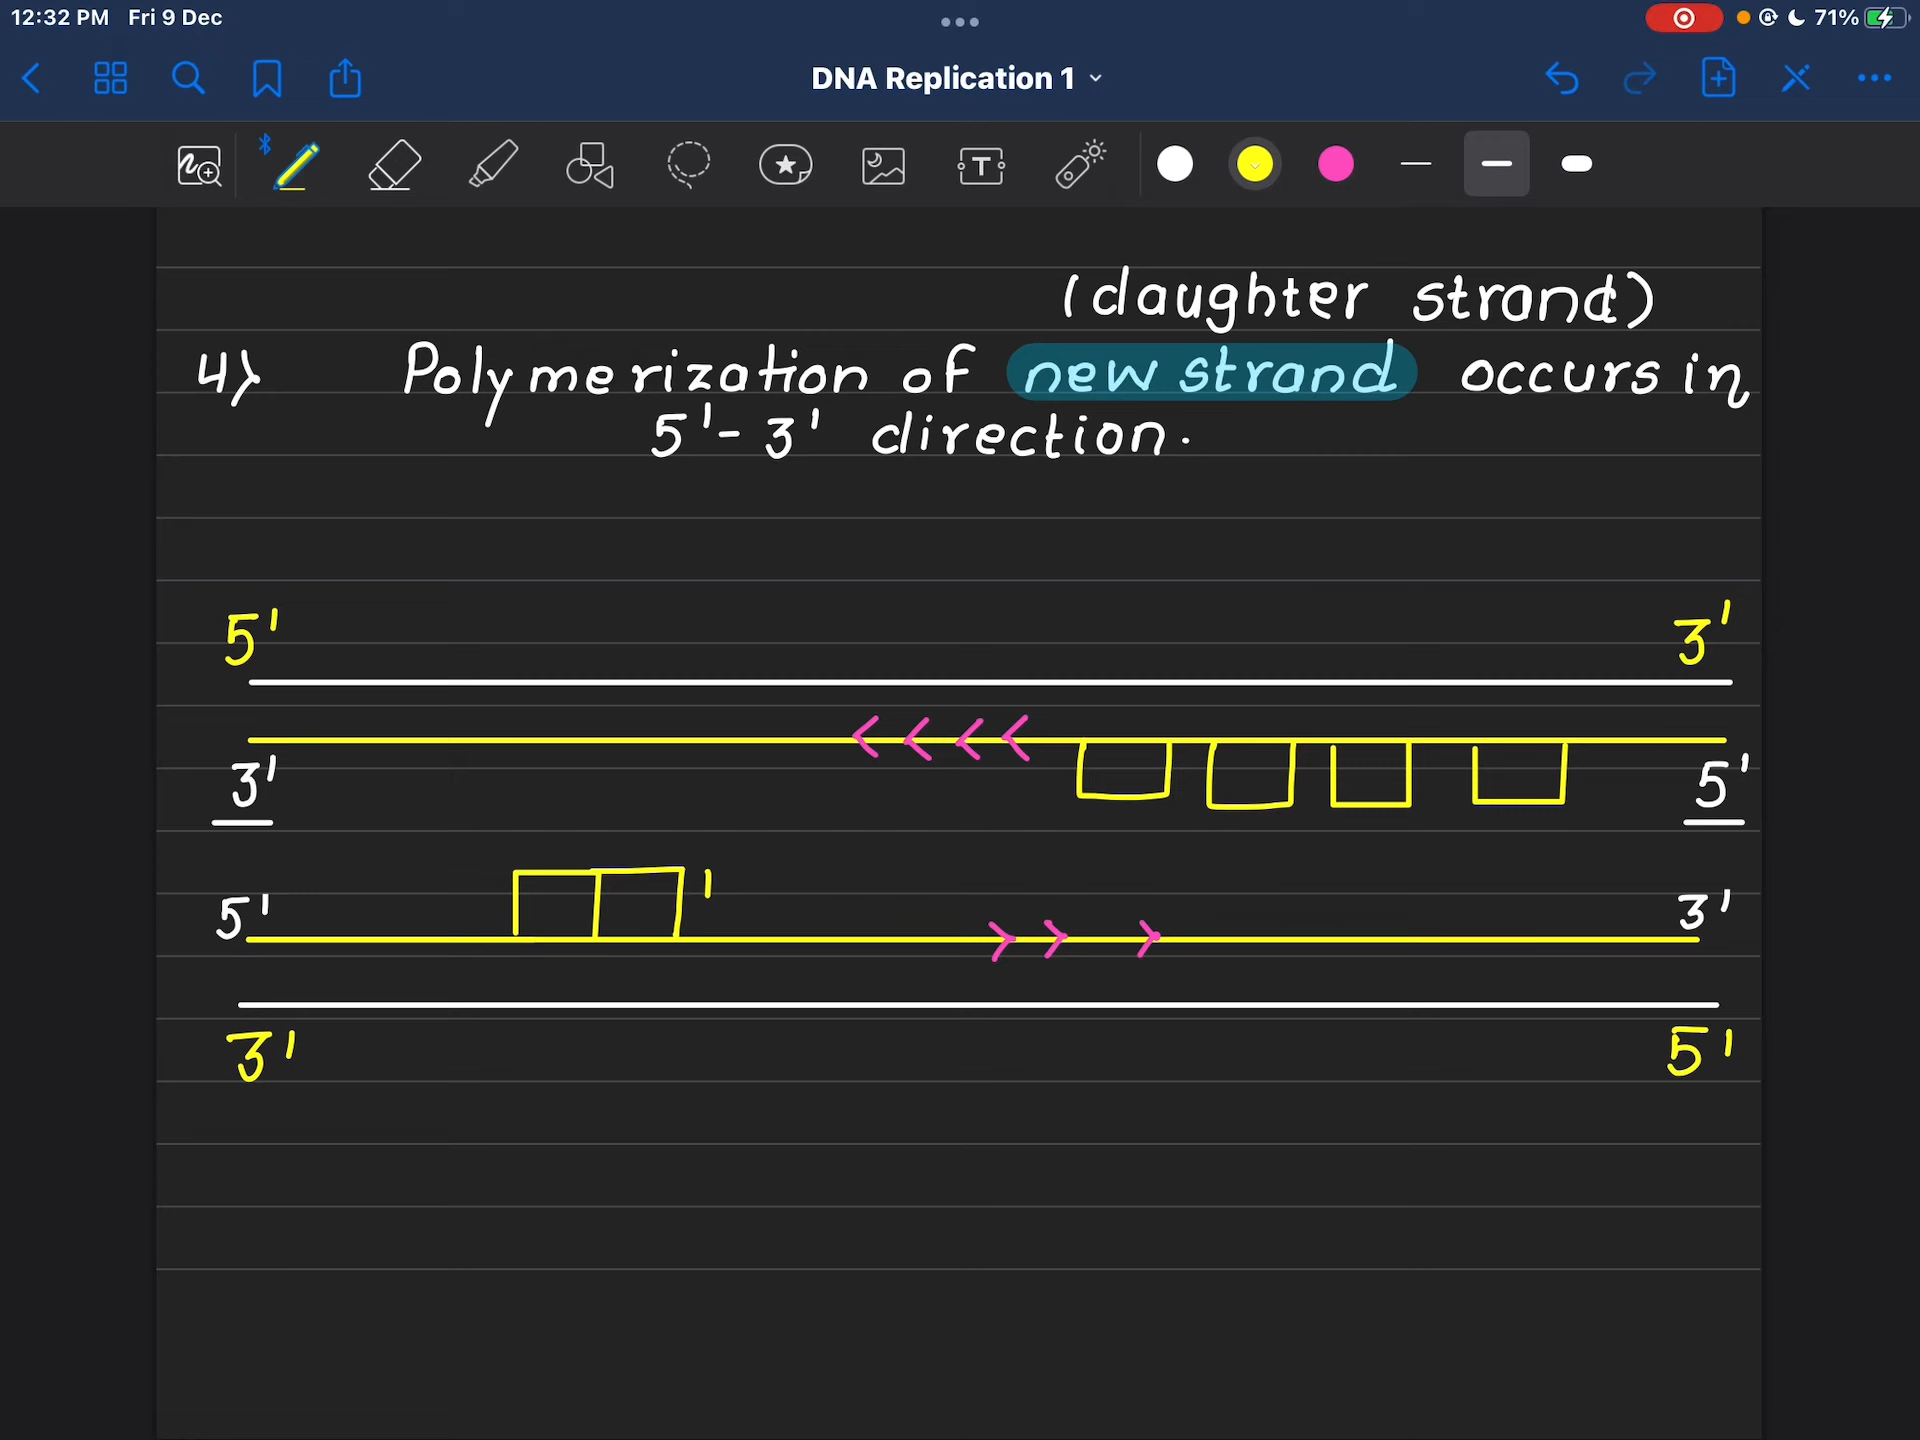 12:32 PM Fri 9 Dec
71%
DNA Replication 1
(daughter strand)
4) Polymerization of new strand occurs in
5'- 3' direction.
5' 3'
3' 5'
5' 3'
3' 5'